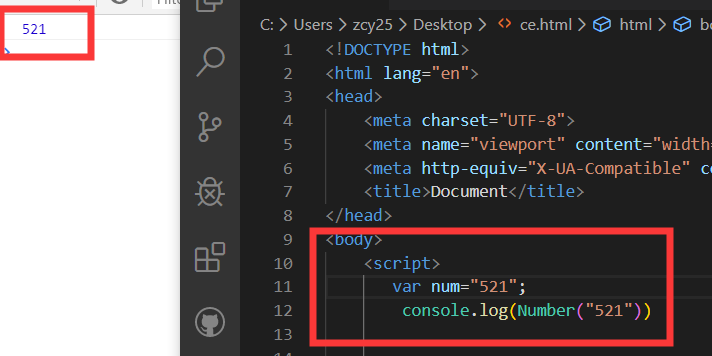 521
C: > Users > zcy25 > Desktop > <> ce.html > html >
1 <!DOCTYPE html>
2 <html lang="en">
3 <head>
4 <meta charset="UTF-8">
5 <meta name="viewport" content="width=
6 <meta http-equiv="X-UA-Compatible"
7 <title>Document</title>
8 </head>
9 <body>
10 <script>
11 var num="521";
12 console.log(Number("521"))
13